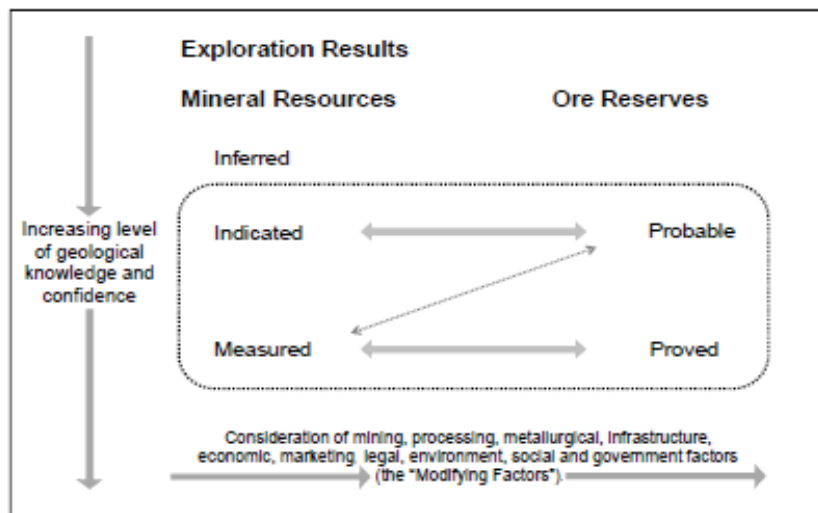 Exploration Results
Mineral Resources
Ore Reserves
Inferred
Increasing level
of geological
knowledge and
confidence
Indicated
Probable
Measured
Proved
Consideration of mining, processing, metallurgical, infrastructure,
economic, marketing, legal, environment, social and government factors
(the "Modifying Factors").